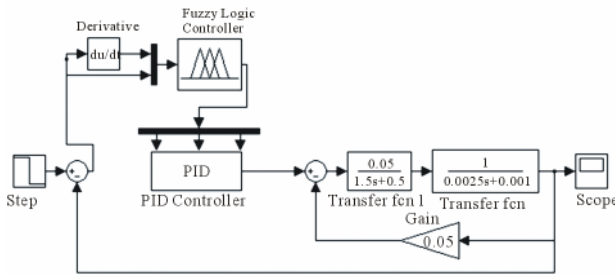 Derivative
du/dt
Fuzzy Logic
Controller
Step
+
-
PID
PID Controller
+
-
0.05
1.5s+0.5
Transfer fcn 1
1
0.0025s+0.001
Transfer fcn
Scope
Gain
0.05